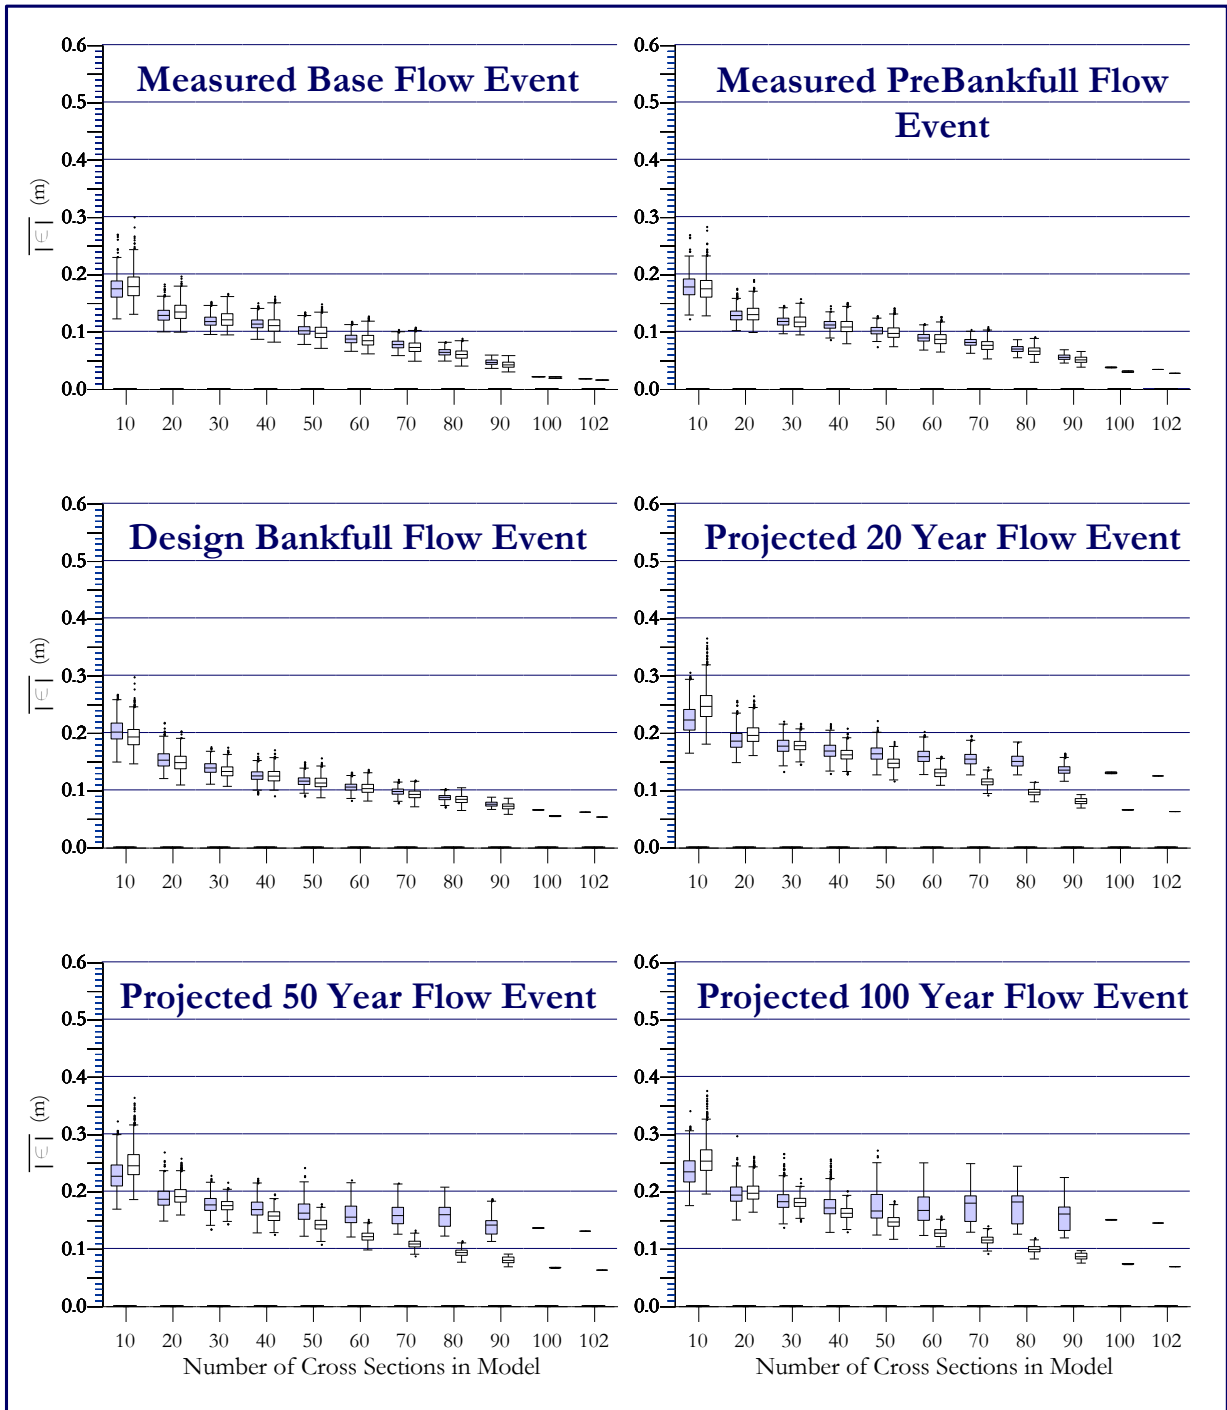 Measured Base Flow Event
0.6
0.5
0.4
0.3
0.2
0.1
0.0
|ϵ| (m)
10 20 30 40 50 60 70 80 90 100 102
Measured PreBankfull Flow
Event
0.6
0.5
0.4
0.3
0.2
0.1
0.0
10 20 30 40 50 60 70 80 90 100 102
Design Bankfull Flow Event
0.6
0.5
0.4
0.3
0.2
0.1
0.0
|ϵ| (m)
10 20 30 40 50 60 70 80 90 100 102
Projected 20 Year Flow Event
0.6
0.5
0.4
0.3
0.2
0.1
0.0
10 20 30 40 50 60 70 80 90 100 102
Projected 50 Year Flow Event
0.6
0.5
0.4
0.3
0.2
0.1
0.0
|ϵ| (m)
10 20 30 40 50 60 70 80 90 100 102
Number of Cross Sections in Model
Projected 100 Year Flow Event
0.6
0.5
0.4
0.3
0.2
0.1
0.0
10 20 30 40 50 60 70 80 90 100 102
Number of Cross Sections in Model